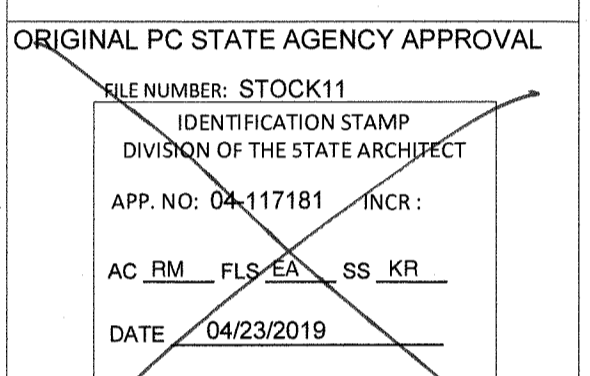 ORIGINAL PC STATE AGENCY APPROVAL
FILE NUMBER: STOCK11
IDENTIFICATION STAMP
DIVISION OF THE 5TATE ARCHITECT
APP. NO: 04-117181 INCR :
AC RM FLS EA SS KR
DATE 04/23/2019